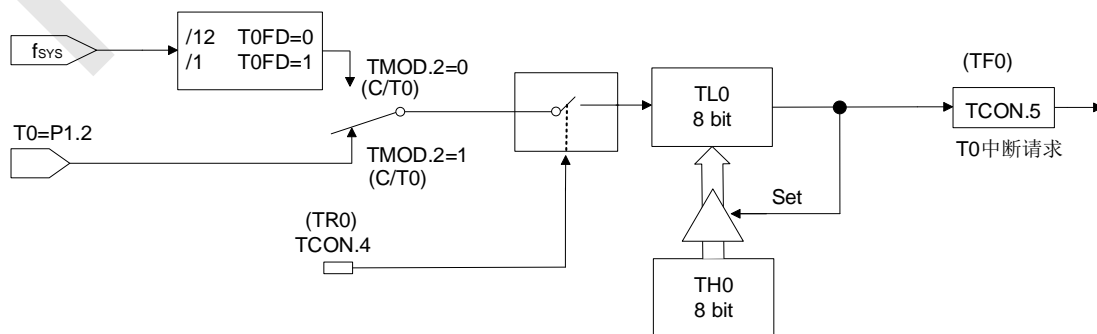 fSYS
/12 T0FD=0
/1 T0FD=1
TMOD.2=0
(C/T0)
T0=P1.2
TMOD.2=1
(C/T0)
(TR0)
TCON.4
TL0
8 bit
(TF0)
TCON.5
T0中断请求
Set
TH0
8 bit